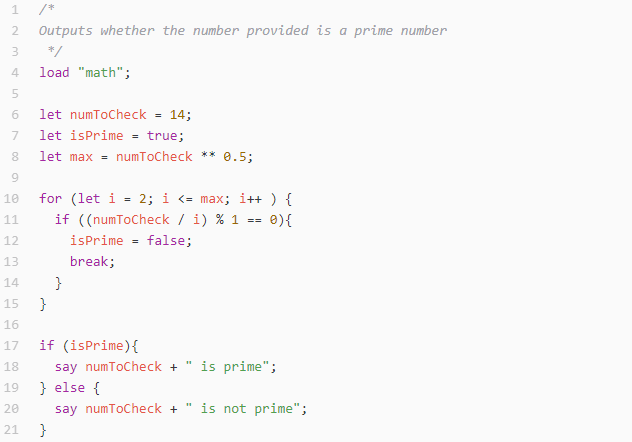 1 /*
2 Outputs whether the number provided is a prime number
3 */
4 load "math";
5
6 let numToCheck = 14;
7 let isPrime = true;
8 let max = numToCheck ** 0.5;
9
10 for (let i = 2; i <= max; i++ ) {
11 if ((numToCheck / i) % 1 == 0){
12 isPrime = false;
13 break;
14 }
15 }
16
17 if (isPrime){
18 say numToCheck + " is prime";
19 } else {
20 say numToCheck + " is not prime";
21 }